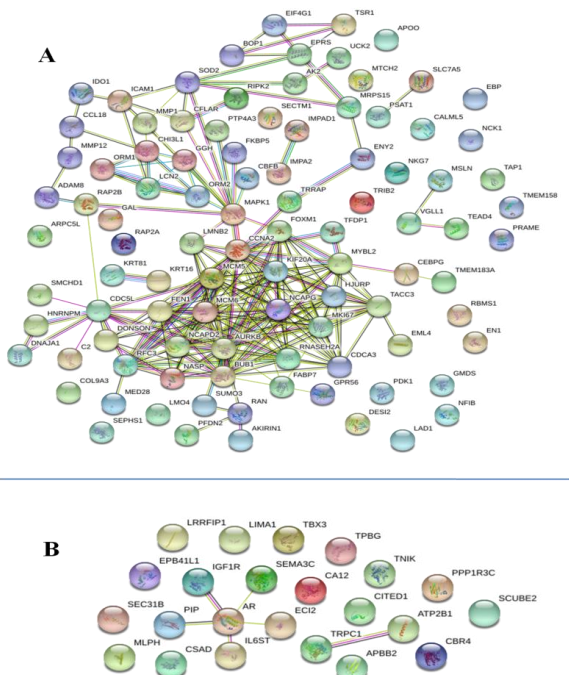 A
EIF4G1
TSR1
BOP1
EPRS
APOO
UCK2
SOD2
AK2
MTCH2
SLC7A5
IDO1
ICAM1
CFLAR
RIPK2
MRPS15
PSAT1
EBP
CCL18
MMP1
PTP4A3
SECTM1
IMPAD1
CALML5
NCK1
MMP12
CHI3L1
GGH
FKBP5
ENY2
ORM1
CBFB
IMPA2
NKG7
MSLN
TAP1
ADAM8
LCN2
ORM2
RAP2B
MAPK1
TRRAP
TRIB2
TMEM158
GAL
FOXM1
VGLL1
TEAD4
PRAME
ARPC5L
RAP2A
LMNB2
CCNA2
TFDP1
MYBL2
KRT81
KRT16
MCM5
KIF20A
CEBPG
TMEM183A
SMCHD1
CDC5L
FEN1
MCM6
NCAPG
HJURP
TACC3
RBMS1
HNRNPM
DONSON
NCAPD2
AURKB
MKI67
EML4
EN1
DNAJA1
C2
RFC3
RNASEH2A
CDCA3
NASP
BUB1
COL9A3
MED28
FABP7
GPR56
PDK1
GMDS
SEPHS1
LMO4
SUMO3
RAN
DESI2
NFIB
PFDN2
AKIRIN1
LAD1
B
LRRFIP1
LIMA1
TBX3
TPBG
EPB41L1
IGF1R
SEMA3C
CA12
TNIK
PPP1R3C
SEC31B
PIP
AR
ECI2
CITED1
ATP2B1
SCUBE2
MLPH
CSAD
IL6ST
TRPC1
APBB2
CBR4